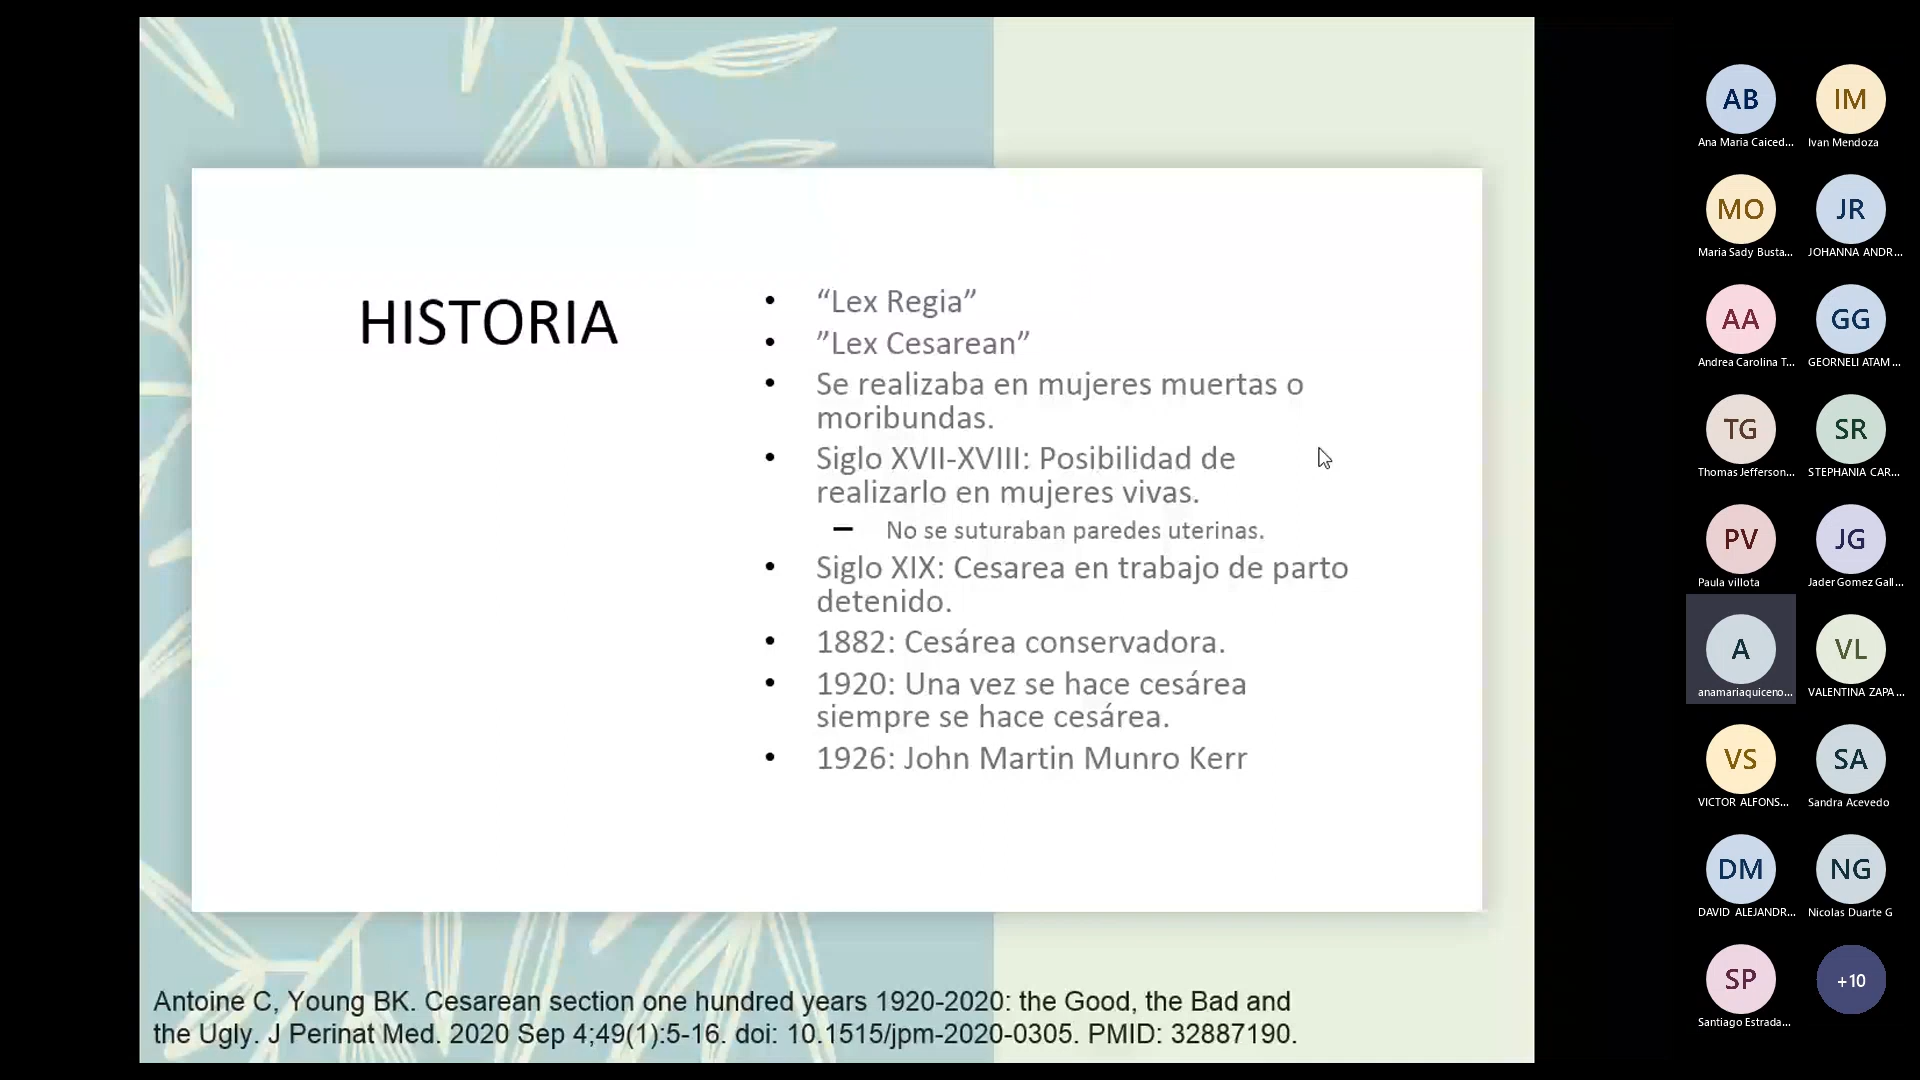 HISTORIA
• “Lex Regia”
• ”Lex Cesarean”
• Se realizaba en mujeres muertas o
moribundas.
• Siglo XVII-XVIII: Posibilidad de
realizarlo en mujeres vivas.
– No se suturaban paredes uterinas.
• Siglo XIX: Cesarea en trabajo de parto
detenido.
• 1882: Cesárea conservadora.
• 1920: Una vez se hace cesárea
siempre se hace cesárea.
• 1926: John Martin Munro Kerr
Antoine C, Young BK. Cesarean section one hundred years 1920-2020: the Good, the Bad and
the Ugly. J Perinat Med. 2020 Sep 4;49(1):5-16. doi: 10.1515/jpm-2020-0305. PMID: 32887190.
AB IM
Ana Maria Caiced... Ivan Mendoza
MO JR
Maria Sady Busta... JOHANNA ANDR...
AA GG
Andrea Carolina T... GEORNELI ATAM ...
TG SR
Thomas Jefferson... STEPHANIA CAR...
PV JG
Paula villota Jader Gomez Gall...
A VL
anamariaquiceno... VALENTINA ZAPA...
VS SA
VICTOR ALFONS... Sandra Acevedo
DM NG
DAVID ALEJANDR... Nicolas Duarte G
SP +10
Santiago Estrada...